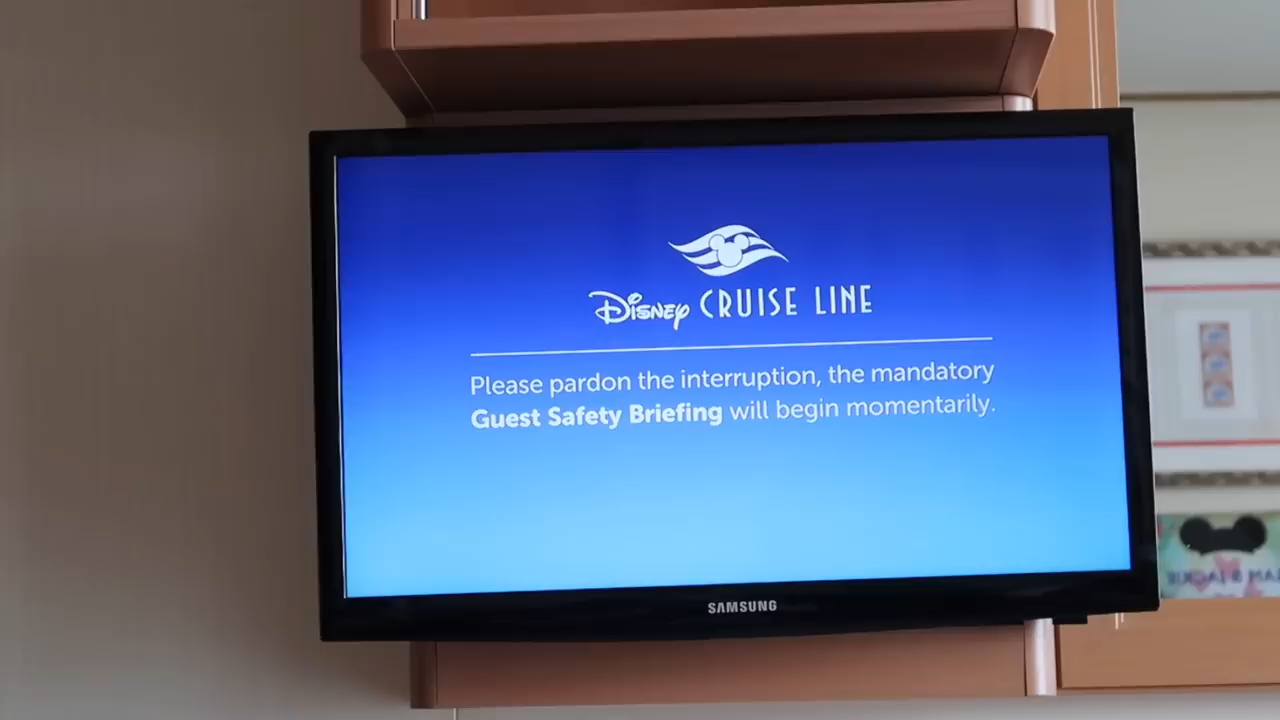 Disney CRUISE LINE
Please pardon the interruption, the mandatory
Guest Safety Briefing will begin momentarily.
SAMSUNG